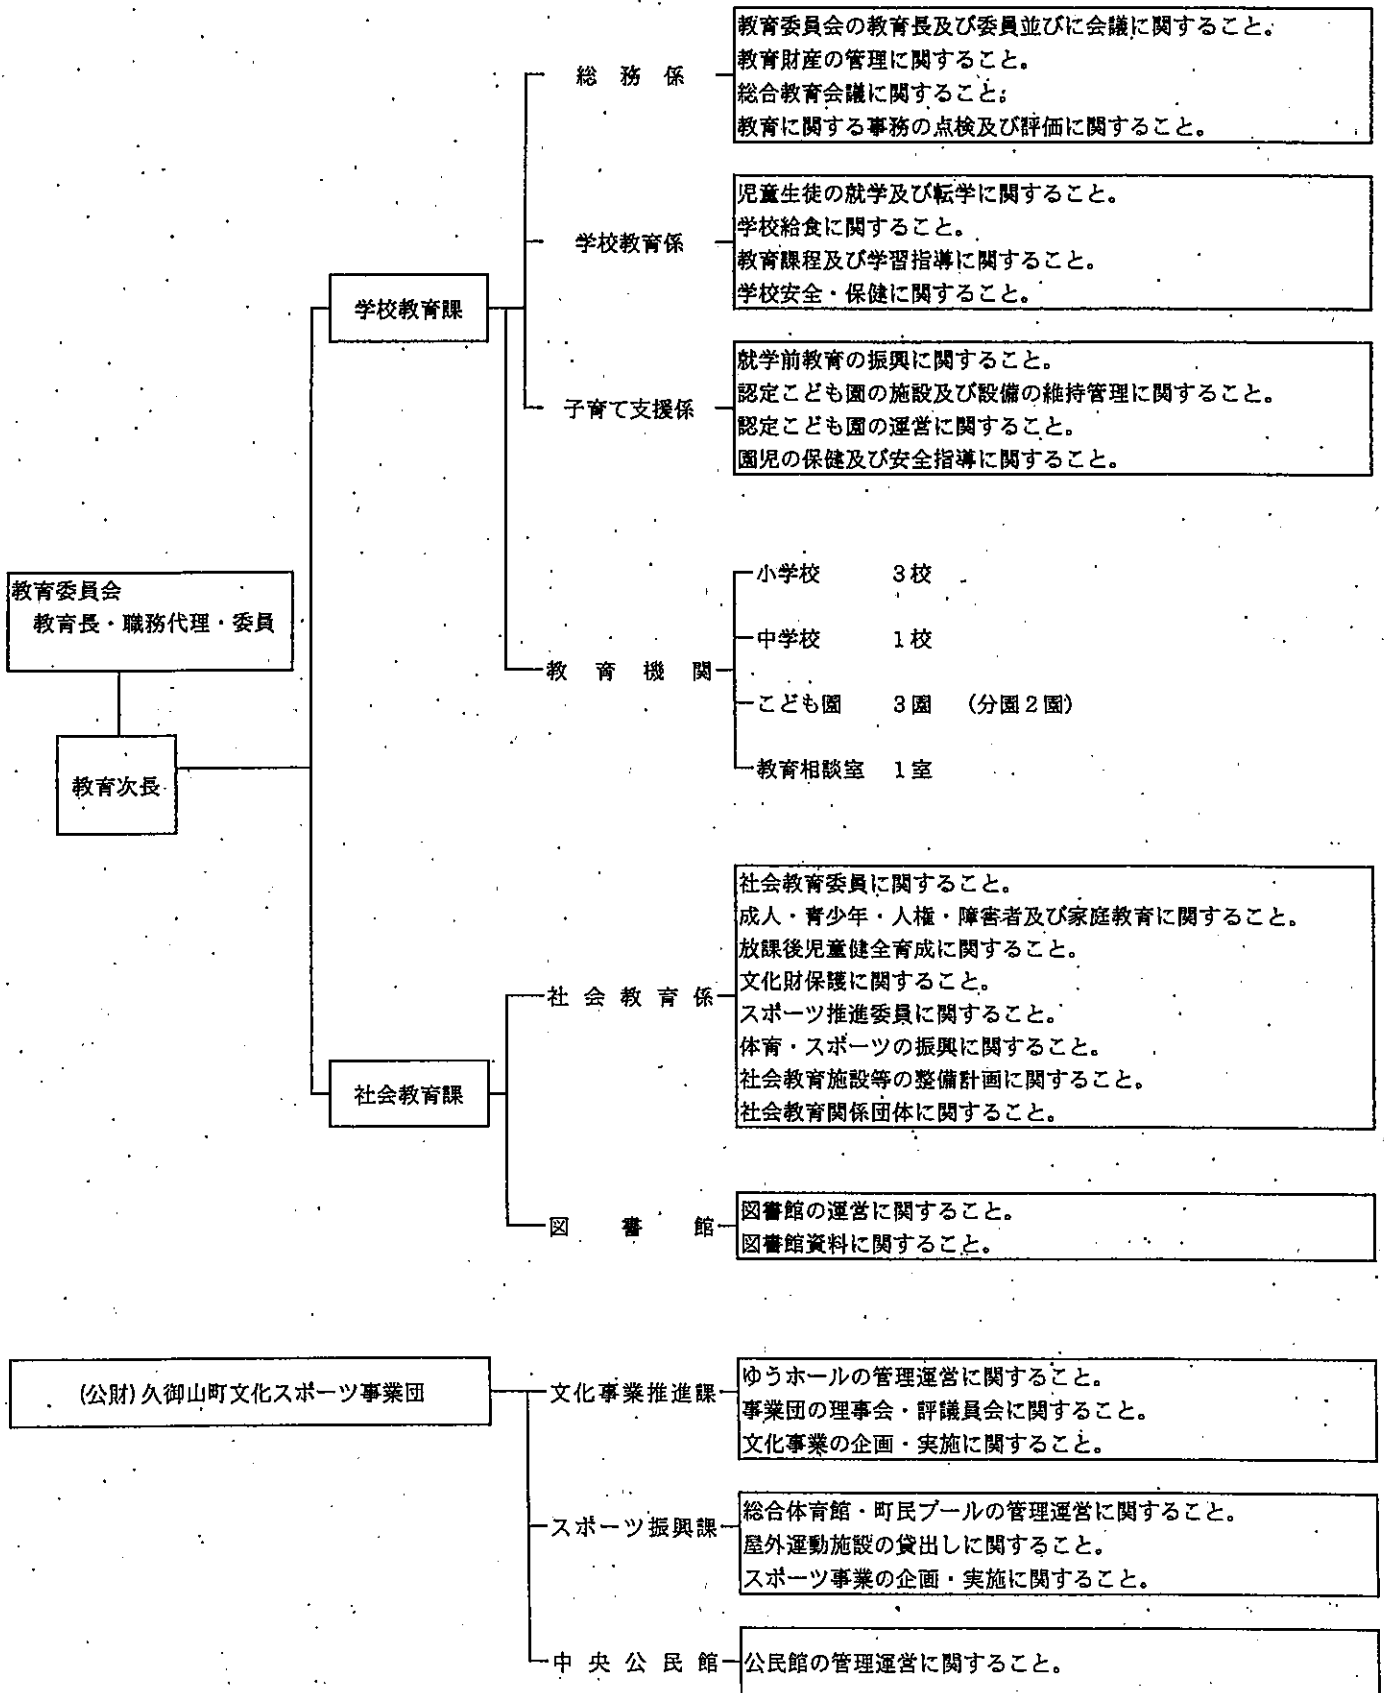 教育委員会
教育長・職務代理・委員
教育次長
学校教育課
総務係
教育委員会の教育長及び委員並びに会議に関すること。
教育財産の管理に関すること。
総合教育会議に関すること。
教育に関する事務の点検及び評価に関すること。
学校教育係
児童生徒の就学及び転学に関すること。
学校給食に関すること。
教育課程及び学習指導に関すること。
学校安全・保健に関すること。
子育て支援係
就学前教育の振興に関すること。
認定こども園の施設及び設備の維持管理に関すること。
認定こども園の運営に関すること。
園児の保健及び安全指導に関すること。
教育機関
小学校 3校
中学校 1校
こども園 3園 (分園2園)
教育相談室 1室
社会教育課
社会教育係
社会教育委員に関すること。
成人・青少年・人権・障害者及び家庭教育に関すること。
放課後児童健全育成に関すること。
文化財保護に関すること。
スポーツ推進委員に関すること。
体育・スポーツの振興に関すること。
社会教育施設等の整備計画に関すること。
社会教育関係団体に関すること。
図書館
図書館の運営に関すること。
図書館資料に関すること。
(公財)久御山町文化スポーツ事業団
文化事業推進課
ゆうホールの管理運営に関すること。
事業団の理事会・評議員会に関すること。
文化事業の企画・実施に関すること。
スポーツ振興課
総合体育館・町民プールの管理運営に関すること。
屋外運動施設の貸出しに関すること。
スポーツ事業の企画・実施に関すること。
中央公民館
公民館の管理運営に関すること。